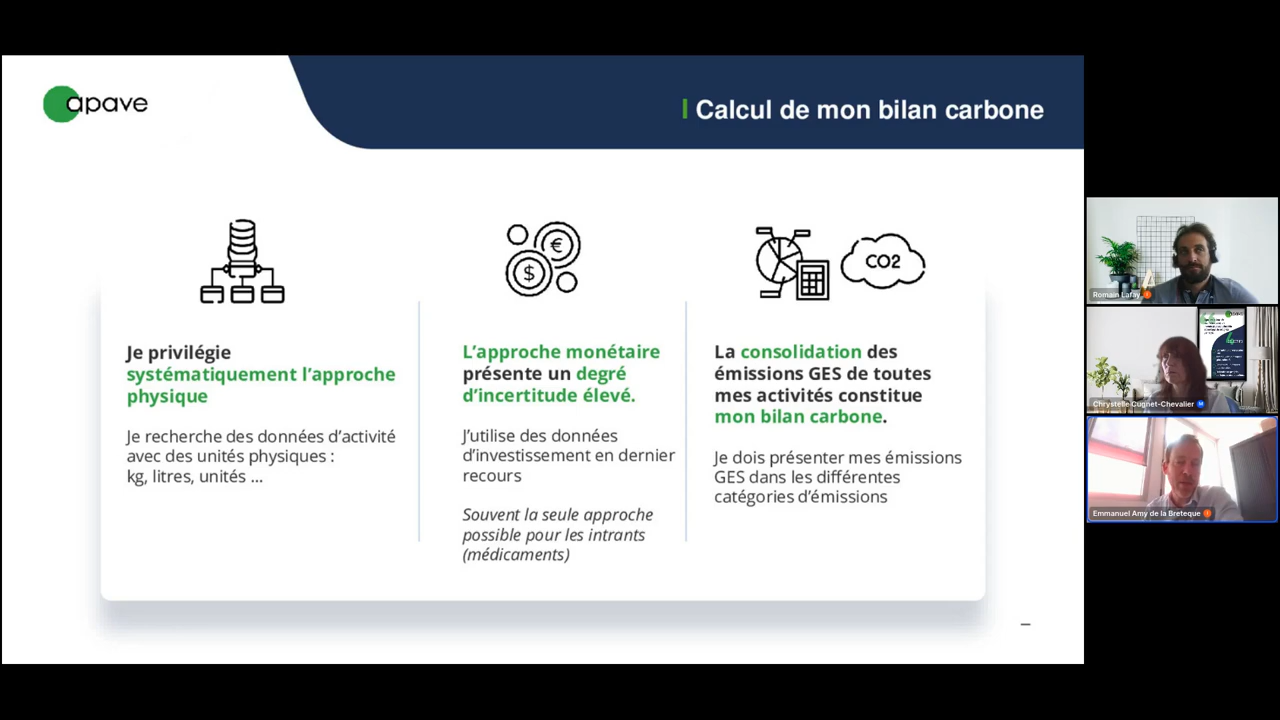 apave
Calcul de mon bilan carbone
€
$
CO2
Je privilégie
systématiquement l'approche
physique
Je recherche des données d'activité
avec des unités physiques :
kg, litres, unités ...
L'approche monétaire
présente un degré
d'incertitude élevé.
J'utilise des données
d'investissement en dernier
recours
Souvent la seule approche
possible pour les intrants
(médicaments)
La consolidation des
émissions GES de toutes
mes activités constitue
mon bilan carbone.
Je dois présenter mes émissions
GES dans les différentes
catégories d'émissions
Romain Lafay
apave
Chrystelle Cugnet-Chevalier
Emmanuel Amy de la Breteque